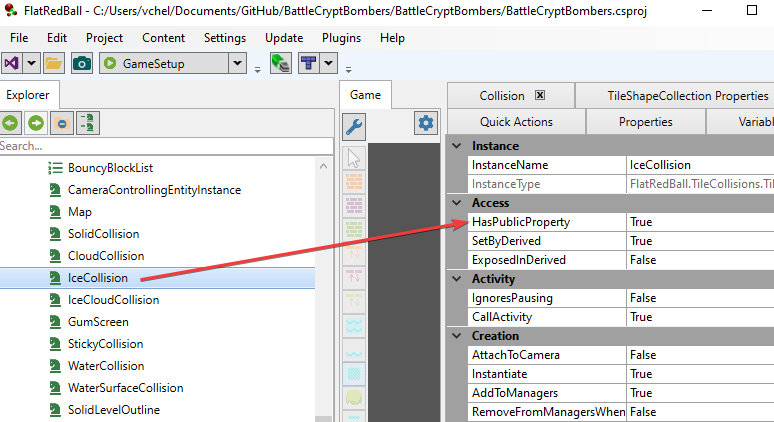 FlatRedBall - C:/Users/vchel/Documents/GitHub/BattleCryptBombers/BattleCryptBombers/BattleCryptBombers.csproj
File Edit Project Content Settings Update Plugins Help
GameSetup
Explorer
Search...
BouncyBlockList
CameraControllingEntityInstance
Map
SolidCollision
CloudCollision
IceCollision
IceCloudCollision
GumScreen
StickyCollision
WaterCollision
WaterSurfaceCollision
SolidLevelOutline
Game
Collision TileShapeCollection Properties
Quick Actions Properties Variabl
Instance
InstanceName IceCollision
InstanceType FlatRedBall.TileCollisions.Til
Access
HasPublicProperty True
SetByDerived True
ExposedInDerived False
Activity
IgnoresPausing False
CallActivity True
Creation
AttachToCamera False
Instantiate True
AddToManagers True
RemoveFromManagersWhen False